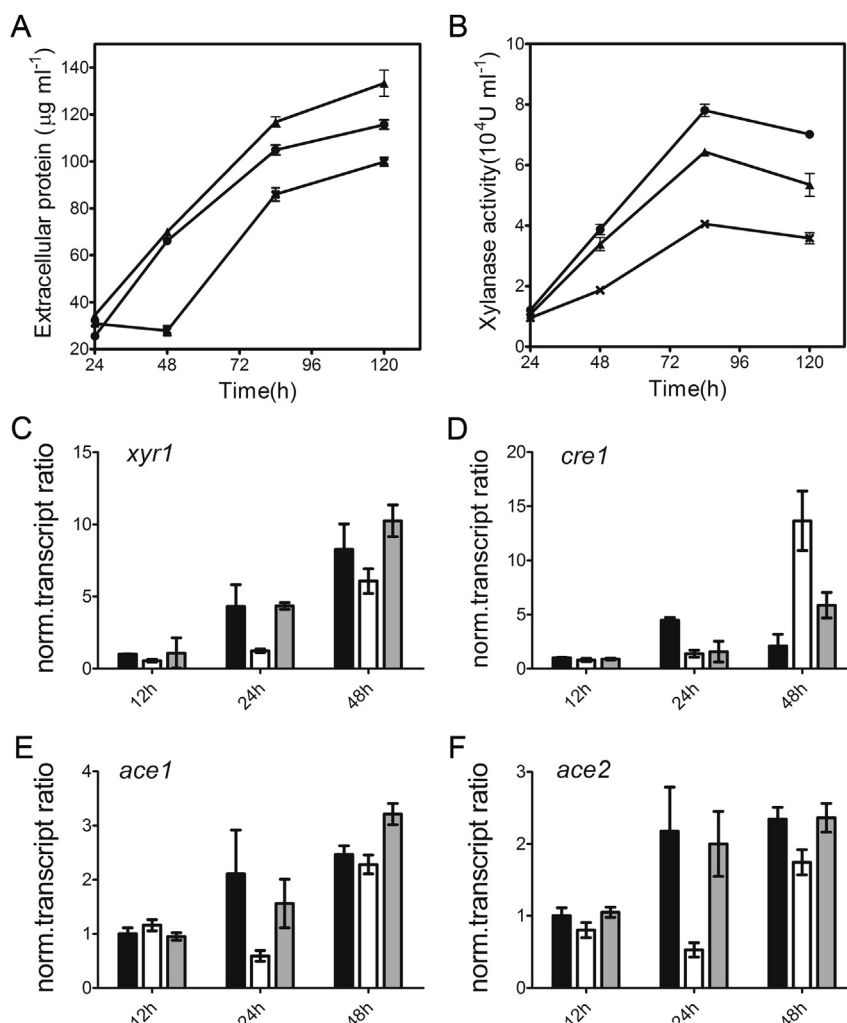 A
Extracellular protein (μg ml⁻¹)
140
120
100
80
60
40
20
24 48 72 96 120
Time(h)
B
Xylanase activity(10⁴U ml⁻¹)
10
8
6
4
2
0
24 48 72 96 120
Time(h)
C
xyr1
norm.transcript ratio
15
10
5
0
12h 24h 48h
D
cre1
norm.transcript ratio
20
15
10
5
0
12h 24h 48h
E
ace1
norm.transcript ratio
4
3
2
1
0
12h 24h 48h
F
ace2
norm.transcript ratio
3
2
1
0
12h 24h 48h